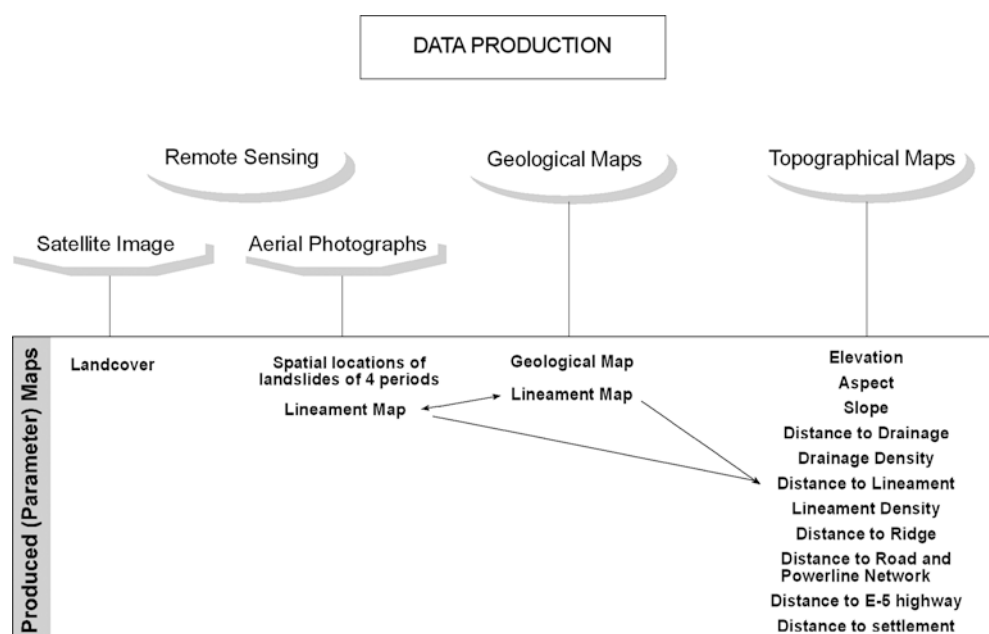 DATA PRODUCTION
Remote Sensing
Geological Maps
Topographical Maps
Satellite Image
Aerial Photographs
Produced (Parameter) Maps
Landcover
Spatial locations of
landslides of 4 periods
Lineament Map
Geological Map
Lineament Map
Elevation
Aspect
Slope
Distance to Drainage
Drainage Density
Distance to Lineament
Lineament Density
Distance to Ridge
Distance to Road and
Powerline Network
Distance to E-5 highway
Distance to settlement